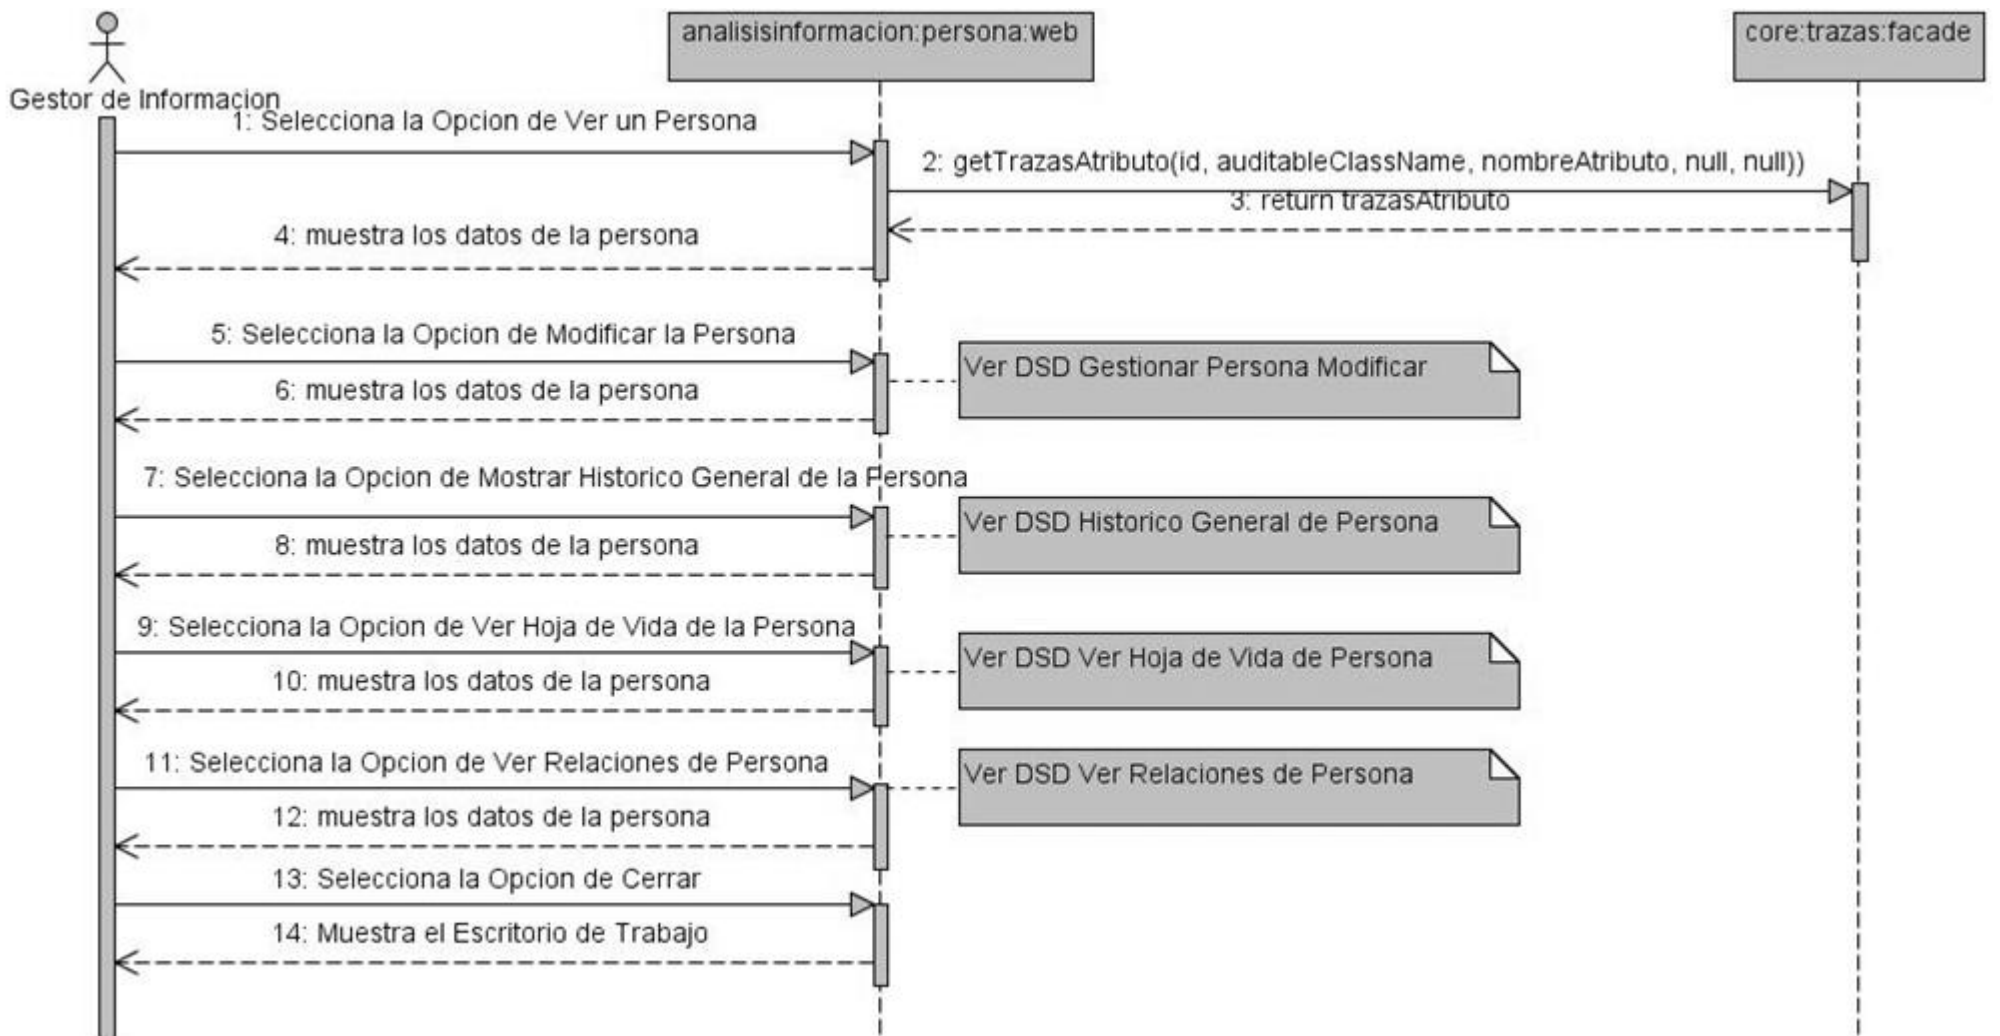 analisisinformacion:persona:web
core:trazas:facade
Gestor de Informacion
1: Selecciona la Opcion de Ver un Persona
2: getTrazasAtributo(id, auditableClassName, nombreAtributo, null, null))
3: return trazasAtributo
4: muestra los datos de la persona
5: Selecciona la Opcion de Modificar la Persona
Ver DSD Gestionar Persona Modificar
6: muestra los datos de la persona
7: Selecciona la Opcion de Mostrar Historico General de la Persona
Ver DSD Historico General de Persona
8: muestra los datos de la persona
9: Selecciona la Opcion de Ver Hoja de Vida de la Persona
Ver DSD Ver Hoja de Vida de Persona
10: muestra los datos de la persona
11: Selecciona la Opcion de Ver Relaciones de Persona
Ver DSD Ver Relaciones de Persona
12: muestra los datos de la persona
13: Selecciona la Opcion de Cerrar
14: Muestra el Escritorio de Trabajo